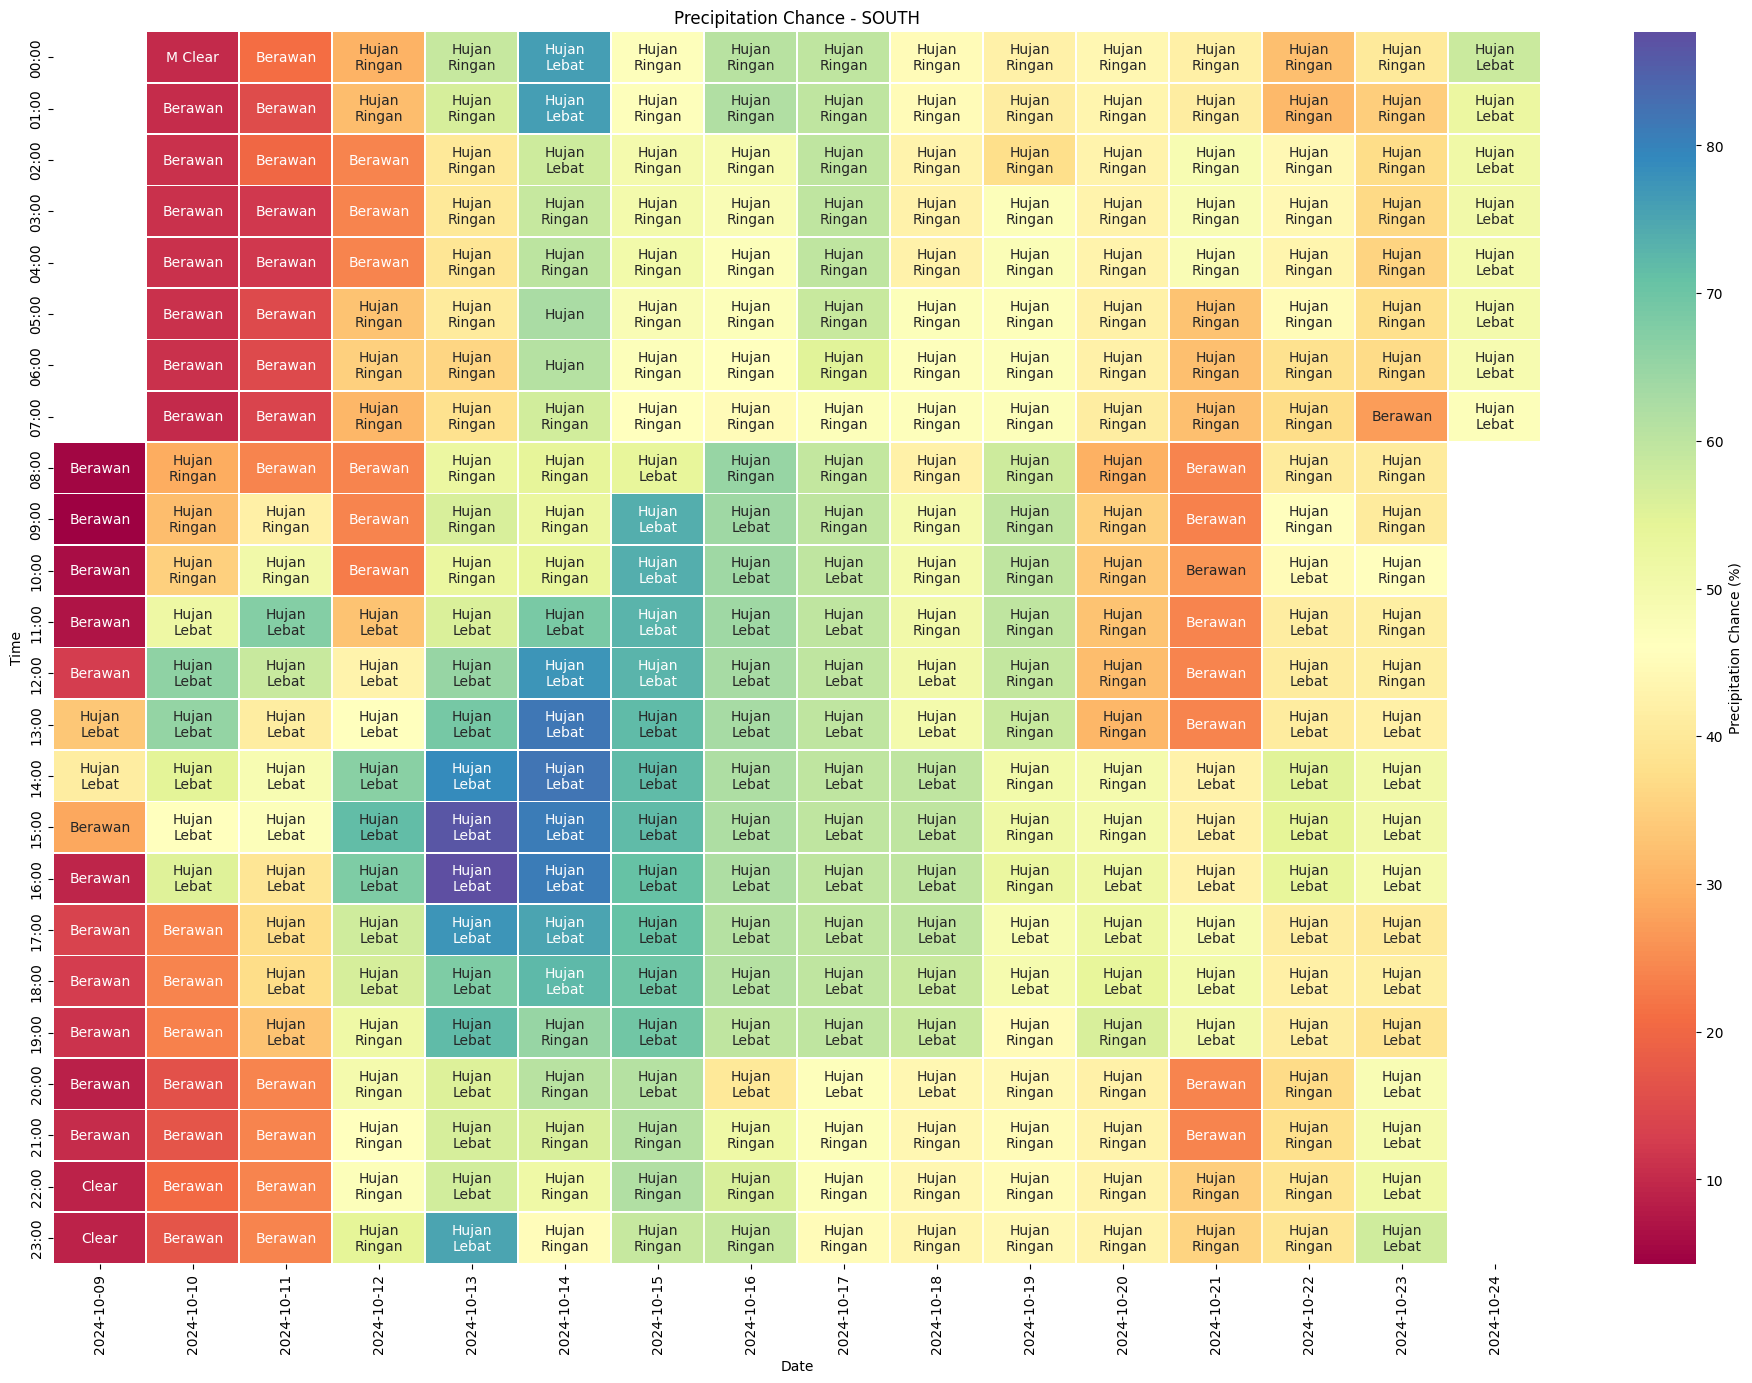 Precipitation Chance - SOUTH
00:00 M Clear Berawan Hujan Ringan Hujan Ringan Hujan Lebat Hujan Ringan Hujan Ringan Hujan Ringan Hujan Ringan Hujan Ringan Hujan Ringan Hujan Ringan Hujan Ringan Hujan Ringan Hujan Lebat
01:00 Berawan Berawan Hujan Ringan Hujan Ringan Hujan Lebat Hujan Ringan Hujan Ringan Hujan Ringan Hujan Ringan Hujan Ringan Hujan Ringan Hujan Ringan Hujan Ringan Hujan Ringan Hujan Lebat
02:00 Berawan Berawan Berawan Hujan Ringan Hujan Lebat Hujan Ringan Hujan Ringan Hujan Ringan Hujan Ringan Hujan Ringan Hujan Ringan Hujan Ringan Hujan Ringan Hujan Ringan Hujan Lebat
03:00 Berawan Berawan Berawan Hujan Ringan Hujan Ringan Hujan Ringan Hujan Ringan Hujan Ringan Hujan Ringan Hujan Ringan Hujan Ringan Hujan Ringan Hujan Ringan Hujan Ringan Hujan Lebat
04:00 Berawan Berawan Berawan Hujan Ringan Hujan Ringan Hujan Ringan Hujan Ringan Hujan Ringan Hujan Ringan Hujan Ringan Hujan Ringan Hujan Ringan Hujan Ringan Hujan Ringan Hujan Lebat
05:00 Berawan Berawan Hujan Ringan Hujan Ringan Hujan Hujan Ringan Hujan Ringan Hujan Ringan Hujan Ringan Hujan Ringan Hujan Ringan Hujan Ringan Hujan Ringan Hujan Ringan Hujan Lebat
06:00 Berawan Berawan Hujan Ringan Hujan Ringan Hujan Hujan Ringan Hujan Ringan Hujan Ringan Hujan Ringan Hujan Ringan Hujan Ringan Hujan Ringan Hujan Ringan Hujan Ringan Hujan Lebat
07:00 Berawan Berawan Hujan Ringan Hujan Ringan Hujan Ringan Hujan Ringan Hujan Ringan Hujan Ringan Hujan Ringan Hujan Ringan Hujan Ringan Hujan Ringan Hujan Ringan Berawan Hujan Lebat
08:00 Berawan Hujan Ringan Berawan Berawan Hujan Ringan Hujan Ringan Hujan Lebat Hujan Ringan Hujan Ringan Hujan Ringan Hujan Ringan Hujan Ringan Berawan Hujan Ringan Hujan Ringan
09:00 Berawan Hujan Ringan Hujan Ringan Berawan Hujan Ringan Hujan Ringan Hujan Lebat Hujan Lebat Hujan Ringan Hujan Ringan Hujan Ringan Hujan Ringan Berawan Hujan Ringan Hujan Ringan
10:00 Berawan Hujan Ringan Hujan Ringan Berawan Hujan Ringan Hujan Ringan Hujan Lebat Hujan Lebat Hujan Lebat Hujan Ringan Hujan Ringan Hujan Ringan Berawan Hujan Lebat Hujan Ringan
11:00 Berawan Hujan Lebat Hujan Lebat Hujan Lebat Hujan Lebat Hujan Lebat Hujan Lebat Hujan Lebat Hujan Lebat Hujan Ringan Hujan Ringan Hujan Ringan Berawan Hujan Lebat Hujan Ringan
12:00 Berawan Hujan Lebat Hujan Lebat Hujan Lebat Hujan Lebat Hujan Lebat Hujan Lebat Hujan Lebat Hujan Lebat Hujan Lebat Hujan Ringan Hujan Ringan Berawan Hujan Lebat Hujan Ringan
13:00 Hujan Lebat Hujan Lebat Hujan Lebat Hujan Lebat Hujan Lebat Hujan Lebat Hujan Lebat Hujan Lebat Hujan Lebat Hujan Lebat Hujan Ringan Hujan Ringan Berawan Hujan Lebat Hujan Lebat
14:00 Hujan Lebat Hujan Lebat Hujan Lebat Hujan Lebat Hujan Lebat Hujan Lebat Hujan Lebat Hujan Lebat Hujan Lebat Hujan Lebat Hujan Ringan Hujan Ringan Hujan Lebat Hujan Lebat Hujan Lebat
15:00 Berawan Hujan Lebat Hujan Lebat Hujan Lebat Hujan Lebat Hujan Lebat Hujan Lebat Hujan Lebat Hujan Lebat Hujan Lebat Hujan Ringan Hujan Ringan Hujan Lebat Hujan Lebat Hujan Lebat
16:00 Berawan Hujan Lebat Hujan Lebat Hujan Lebat Hujan Lebat Hujan Lebat Hujan Lebat Hujan Lebat Hujan Lebat Hujan Lebat Hujan Ringan Hujan Lebat Hujan Lebat Hujan Lebat Hujan Lebat
17:00 Berawan Berawan Hujan Lebat Hujan Lebat Hujan Lebat Hujan Lebat Hujan Lebat Hujan Lebat Hujan Lebat Hujan Lebat Hujan Lebat Hujan Lebat Hujan Lebat Hujan Lebat Hujan Lebat
18:00 Berawan Berawan Hujan Lebat Hujan Lebat Hujan Lebat Hujan Lebat Hujan Lebat Hujan Lebat Hujan Lebat Hujan Lebat Hujan Lebat Hujan Lebat Hujan Lebat Hujan Lebat Hujan Lebat
19:00 Berawan Berawan Hujan Lebat Hujan Ringan Hujan Lebat Hujan Ringan Hujan Lebat Hujan Lebat Hujan Lebat Hujan Lebat Hujan Ringan Hujan Ringan Hujan Lebat Hujan Lebat Hujan Lebat
20:00 Berawan Berawan Berawan Hujan Ringan Hujan Lebat Hujan Ringan Hujan Lebat Hujan Lebat Hujan Lebat Hujan Lebat Hujan Ringan Hujan Ringan Berawan Hujan Ringan Hujan Lebat
21:00 Berawan Berawan Berawan Hujan Ringan Hujan Lebat Hujan Ringan Hujan Ringan Hujan Ringan Hujan Ringan Hujan Ringan Hujan Ringan Hujan Ringan Berawan Hujan Ringan Hujan Lebat
22:00 Clear Berawan Berawan Hujan Ringan Hujan Lebat Hujan Ringan Hujan Ringan Hujan Ringan Hujan Ringan Hujan Ringan Hujan Ringan Hujan Ringan Hujan Ringan Hujan Ringan Hujan Lebat
23:00 Clear Berawan Berawan Hujan Ringan Hujan Lebat Hujan Ringan Hujan Ringan Hujan Ringan Hujan Ringan Hujan Ringan Hujan Ringan Hujan Ringan Hujan Ringan Hujan Ringan Hujan Lebat
Time
2024-10-09 2024-10-10 2024-10-11 2024-10-12 2024-10-13 2024-10-14 2024-10-15 2024-10-16 2024-10-17 2024-10-18 2024-10-19 2024-10-20 2024-10-21 2024-10-22 2024-10-23 2024-10-24
Date
80
70
60
50
40
30
20
10
Precipitation Chance (%)